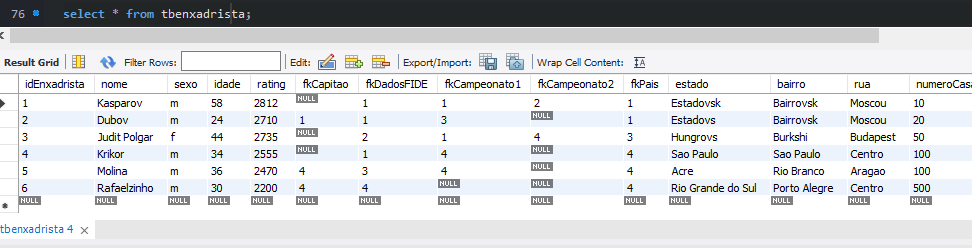 76 select * from tbenxadrista;
Result Grid Filter Rows: Edit: Export/Import: Wrap Cell Content:
idEnxadrista nome sexo idade rating fkCapitao fkDadosFIDE fkCampeonato1 fkCampeonato2 fkPais estado bairro rua numeroCasa
1 Kasparov m 58 2812 NULL 1 1 2 1 Estadovsk Bairrovsk Moscou 10
2 Dubov m 24 2710 1 1 3 NULL 1 Estadovs Bairrovsk Moscou 20
3 Judit Polgar f 44 2735 NULL 2 1 4 3 Hungrovs Burkshi Budapest 50
4 Krikor m 34 2555 NULL 1 4 NULL 4 Sao Paulo Sao Paulo Centro 100
5 Molina m 36 2470 4 3 4 NULL 4 Acre Rio Branco Aragao 100
6 Rafaelzinho m 30 2200 4 4 NULL NULL 4 Rio Grande do Sul Porto Alegre Centro 500
NULL NULL NULL NULL NULL NULL NULL NULL NULL NULL NULL NULL NULL NULL
tbenxadrista 4